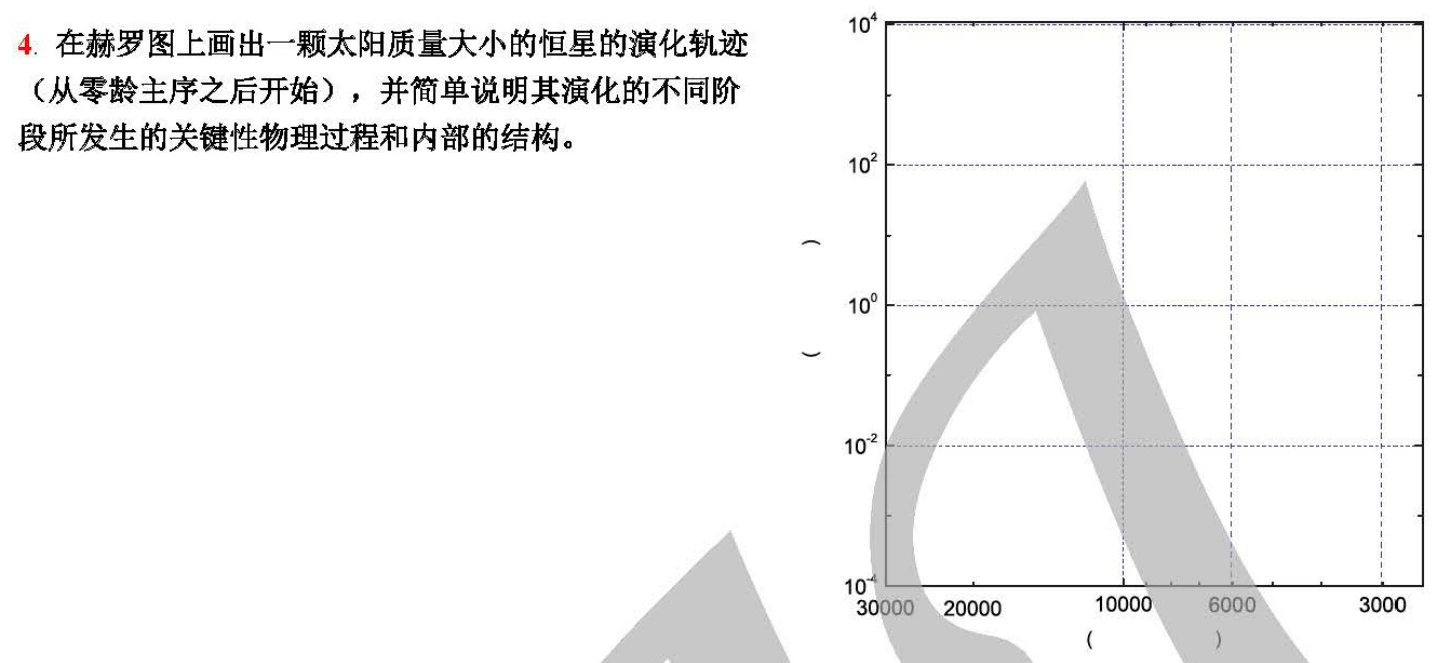 4. 在赫罗图上画出一颗太阳质量大小的恒星的演化轨迹
（从零龄主序之后开始），并简单说明其演化的不同阶
段所发生的关键性物理过程和内部的结构。
10⁴
10²
( )
10⁰
10⁻²
10⁻⁴
30000 20000 10000 6000 3000
( )